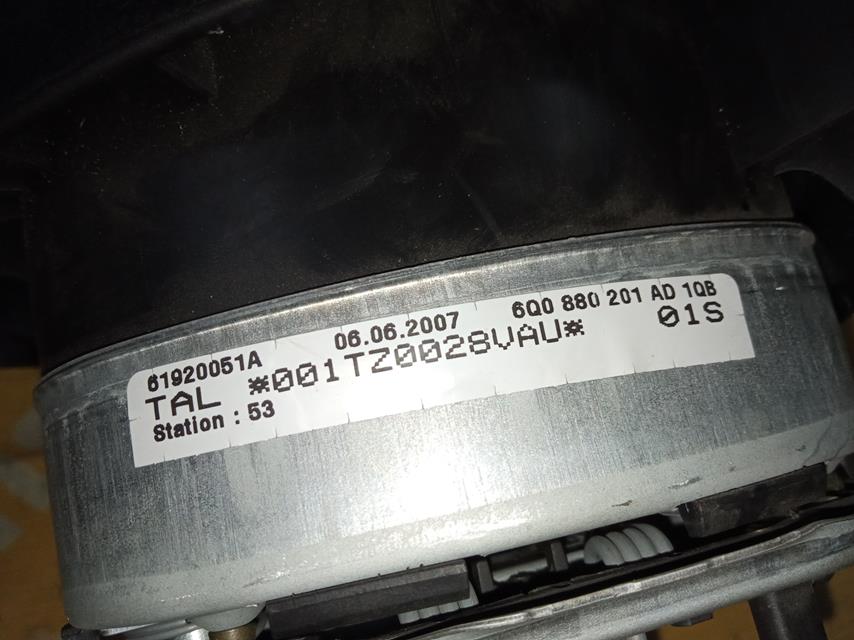 61920051A 06.06.2007 6Q0 880 201 AD 1QB
TAL *001TZ0028VAU* 01S
Station : 53